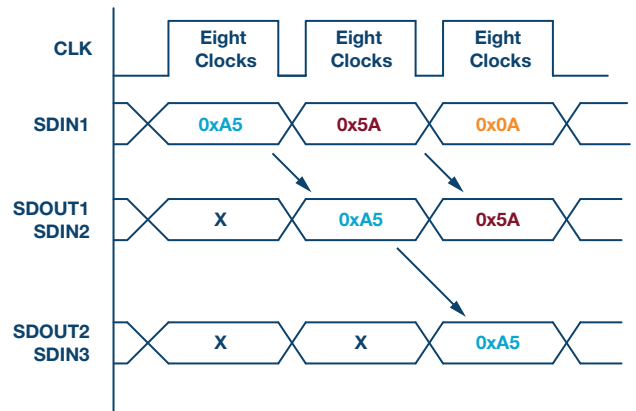 CLK
Eight
Clocks
Eight
Clocks
Eight
Clocks
SDIN1
0xA5
0x5A
0x0A
SDOUT1
SDIN2
X
0xA5
0x5A
SDOUT2
SDIN3
X
X
0xA5